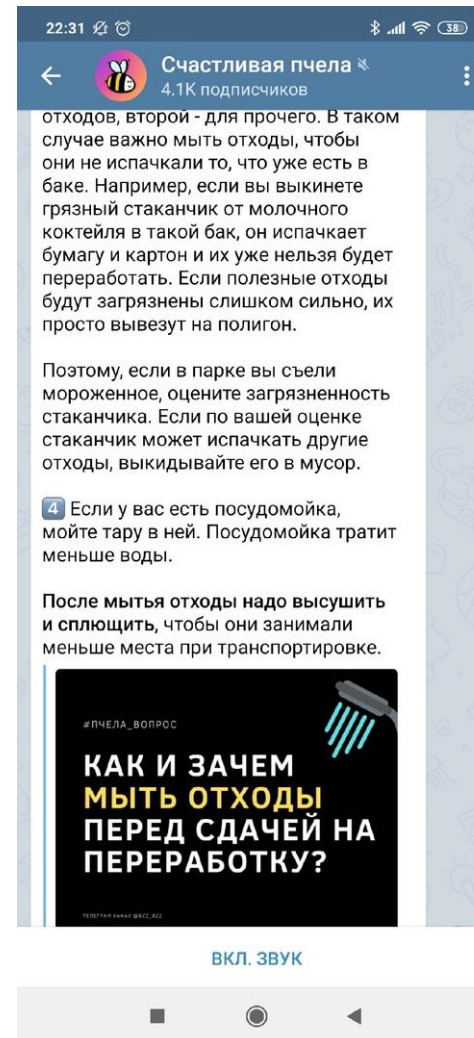 22:31
38
Счастливая пчела
4.1K подписчиков
отходов, второй - для прочего. В таком
случае важно мыть отходы, чтобы
они не испачкали то, что уже есть в
баке. Например, если вы выкинете
грязный стаканчик от молочного
коктейля в такой бак, он испачкает
бумагу и картон и их уже нельзя будет
переработать. Если полезные отходы
будут загрязнены слишком сильно, их
просто вывезут на полигон.
Поэтому, если в парке вы съели
мороженное, оцените загрязненность
стаканчика. Если по вашей оценке
стаканчик может испачкать другие
отходы, выкидывайте его в мусор.
4 Если у вас есть посудомойка,
мойте тару в ней. Посудомойка тратит
меньше воды.
После мытья отходы надо высушить
и сплющить, чтобы они занимали
меньше места при транспортировке.
#ПЧЕЛА_ВОПРОС
КАК И ЗАЧЕМ
МЫТЬ ОТХОДЫ
ПЕРЕД СДАЧЕЙ НА
ПЕРЕРАБОТКУ?
ТЕЛЕГРАМ КАНАЛ @BZZ_BZZ
ВКЛ. ЗВУК